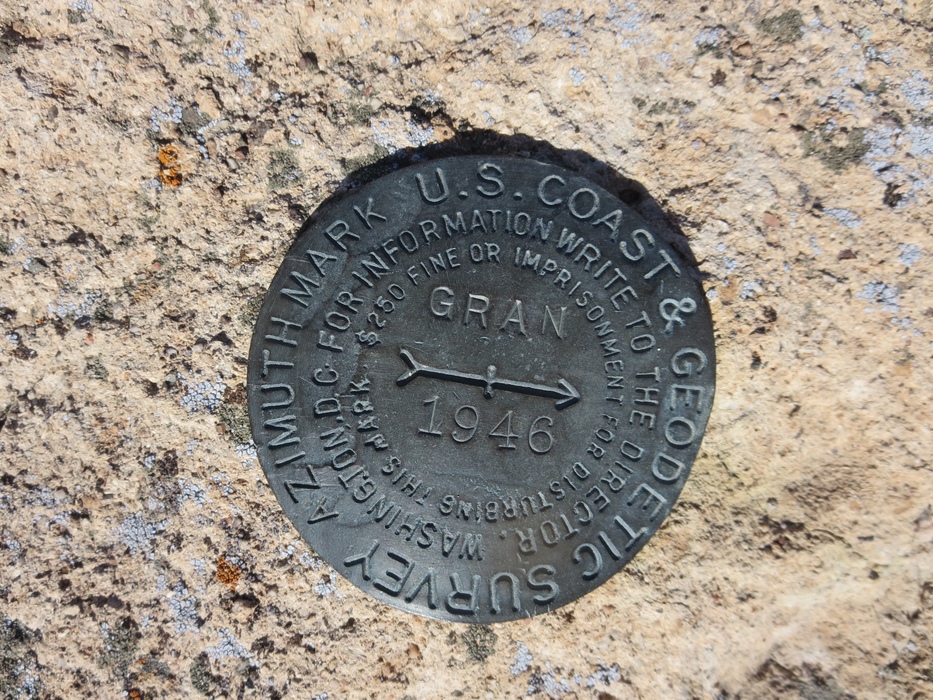 U.S. COAST & GEODETIC SURVEY
AZIMUTH MARK
FOR INFORMATION WRITE TO THE DIRECTOR. WASHINGTON, D.C.
$250 FINE OR IMPRISONMENT FOR DISTURBING THIS MARK
GRAN
1946